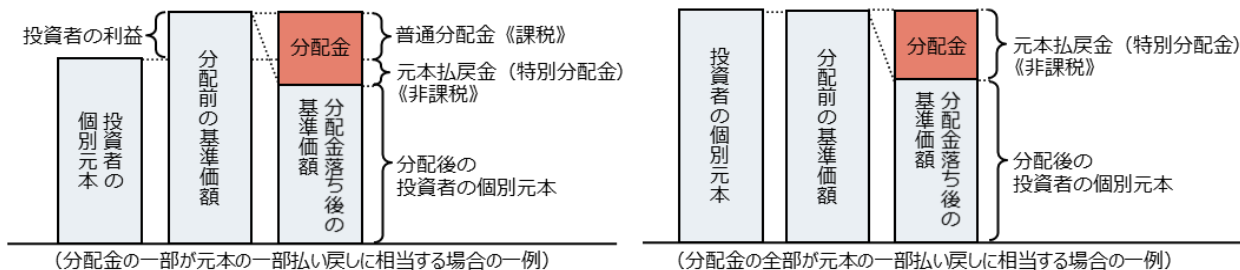 投資者の利益
投資者の
個別元本
分配前の基準価額
分配金
分配金落ち後の
基準価額
普通分配金《課税》
元本払戻金（特別分配金）
《非課税》
分配後の
投資者の個別元本
（分配金の一部が元本の一部払い戻しに相当する場合の一例）
投資者の個別元本
分配前の基準価額
分配金
分配金落ち後の
基準価額
元本払戻金（特別分配金）
《非課税》
分配後の
投資者の個別元本
（分配金の全部が元本の一部払い戻しに相当する場合の一例）